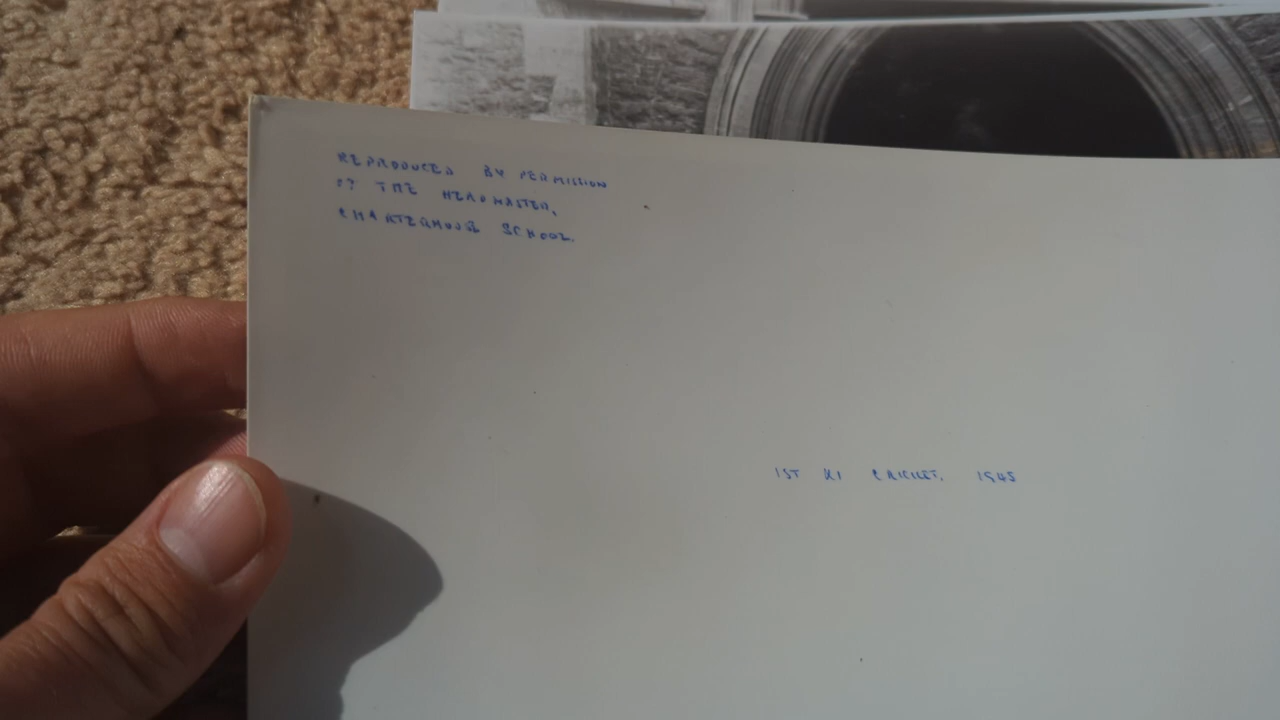 REPRODUCED BY PERMISSION
OF THE HEADMASTER,
CHARTERHOUSE SCHOOL.
1ST XI CRICKET, 1945